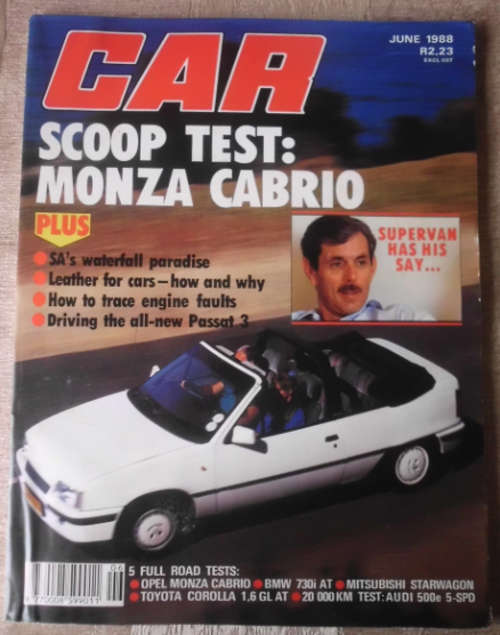 CAR
JUNE 1988
R2,23
EXCL GST
SCOOP TEST:
MONZA CABRIO
PLUS
SA's waterfall paradise
Leather for cars—how and why
How to trace engine faults
Driving the all-new Passat 3
SUPERVAN
HAS HIS
SAY...
5 FULL ROAD TESTS:
OPEL MONZA CABRIO BMW 730i AT MITSUBISHI STARWAGON
TOYOTA COROLLA 1,6 GL AT 20 000 KM TEST: AUDI 500e 5-SPD
06